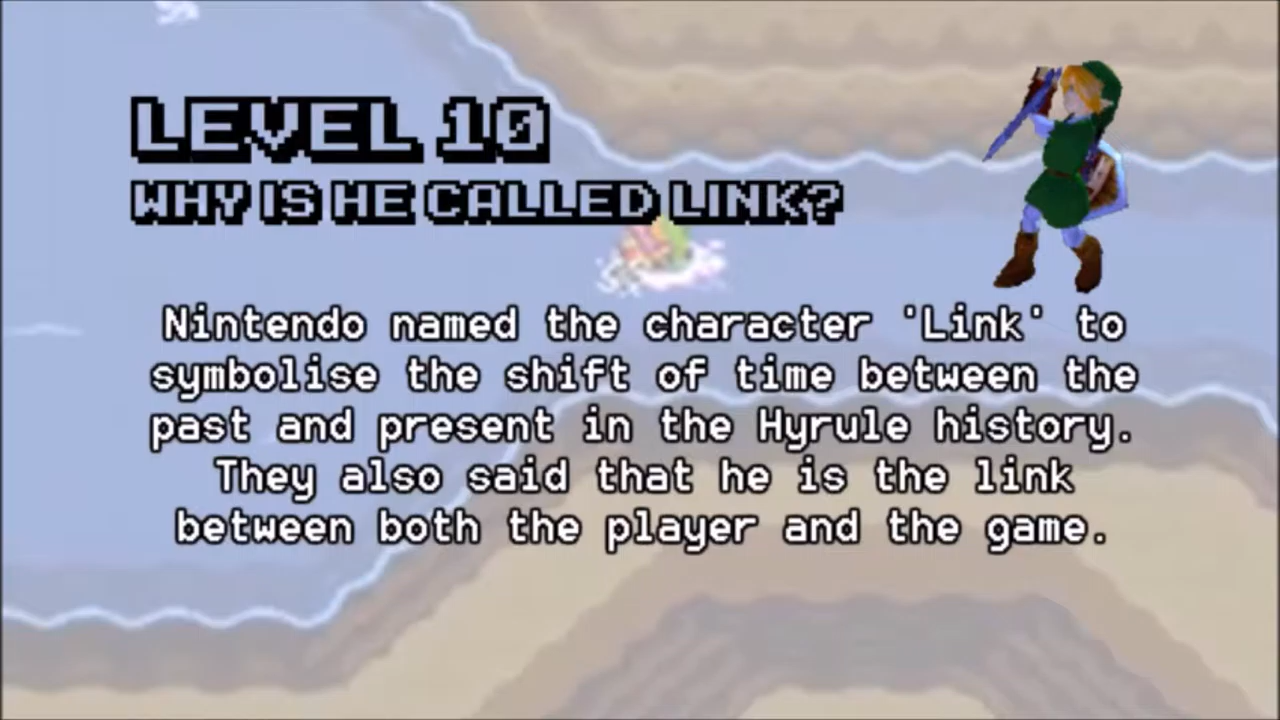 LEVEL 10
WHY IS HE CALLED LINK?
Nintendo named the character 'Link' to
symbolise the shift of time between the
past and present in the Hyrule history.
They also said that he is the link
between both the player and the game.